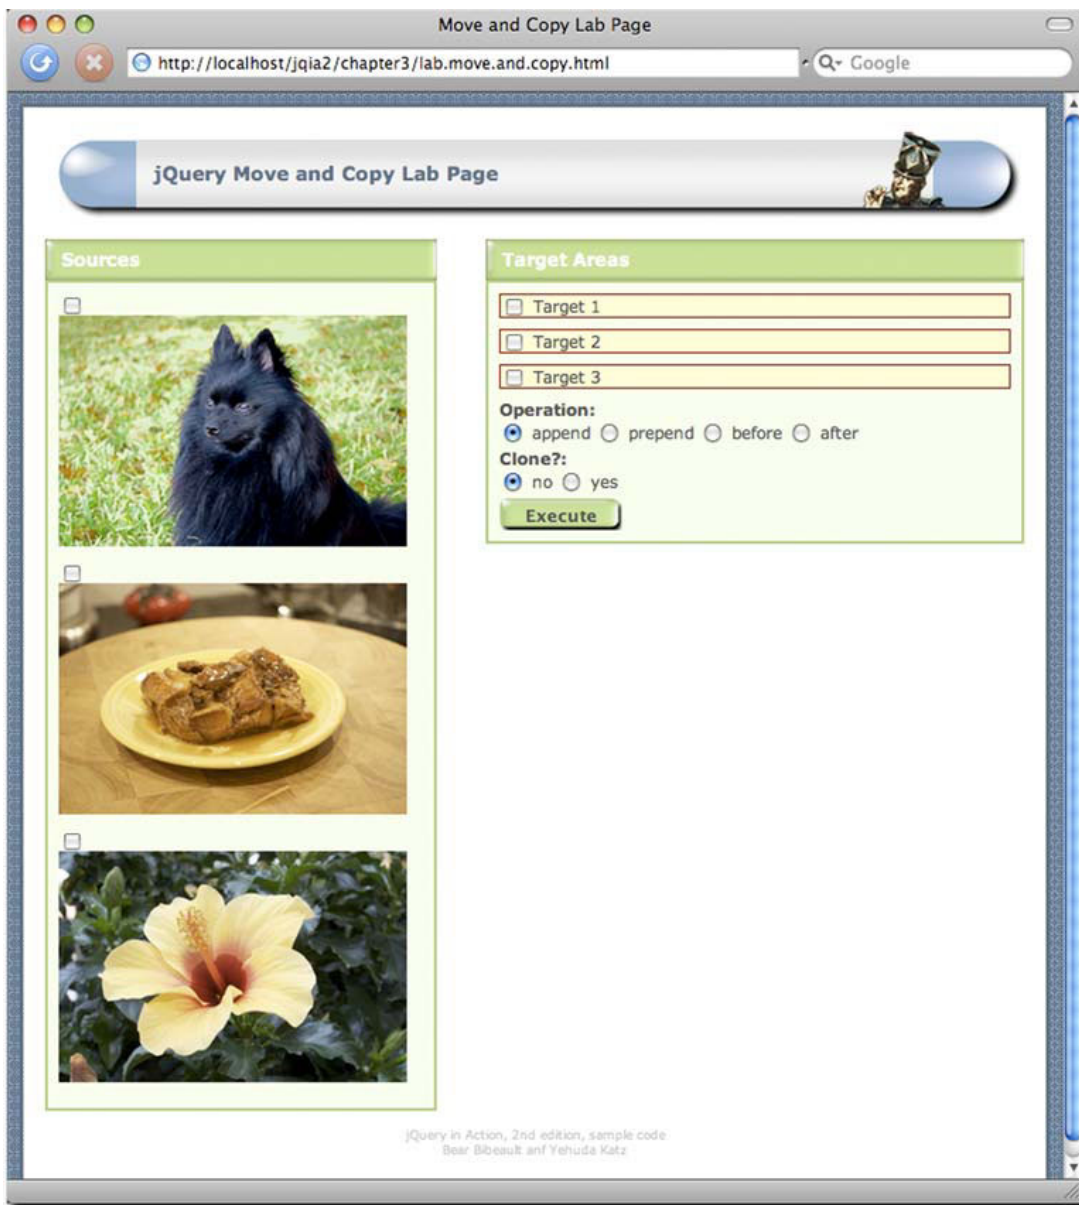 Move and Copy Lab Page
http://localhost/jqia2/chapter3/lab.move.and.copy.html
Google
jQuery Move and Copy Lab Page
Sources
Target Areas
Target 1
Target 2
Target 3
Operation:
append prepend before after
Clone?:
no yes
Execute
jQuery in Action, 2nd edition, sample code
Bear Bibeault anf Yehuda Katz